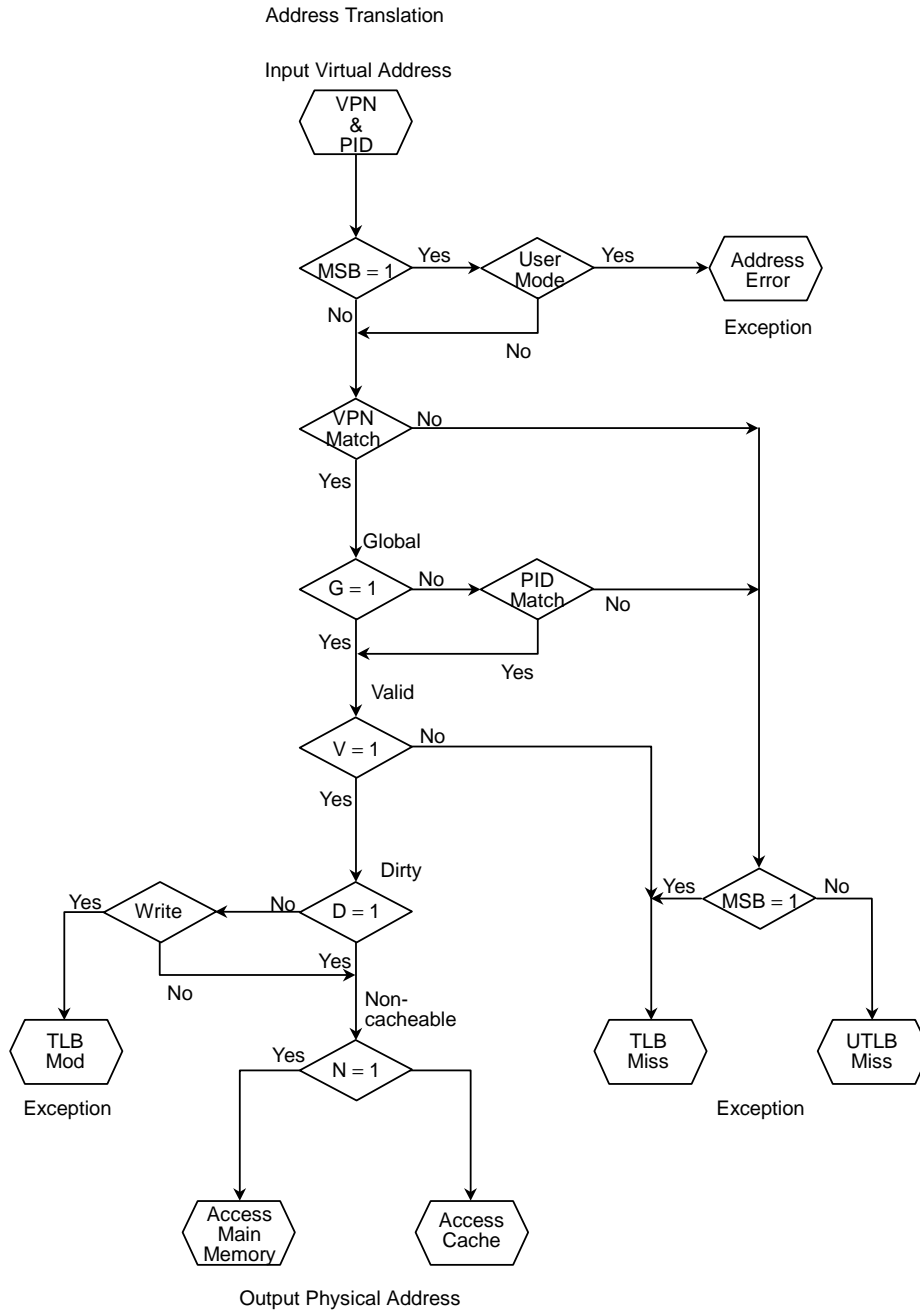 Address Translation
Input Virtual Address
VPN
&
PID
MSB = 1
Yes
User
Mode
Yes
Address
Error
No
No
Exception
VPN
Match
No
Yes
Global
G = 1
No
PID
Match
No
Yes
Yes
Valid
V = 1
No
Yes
Dirty
Yes
Write
No
D = 1
Yes
MSB = 1
No
Yes
No
Non-
cacheable
TLB
Mod
Yes
N = 1
TLB
Miss
UTLB
Miss
Exception
Exception
Access
Main
Memory
Access
Cache
Output Physical Address